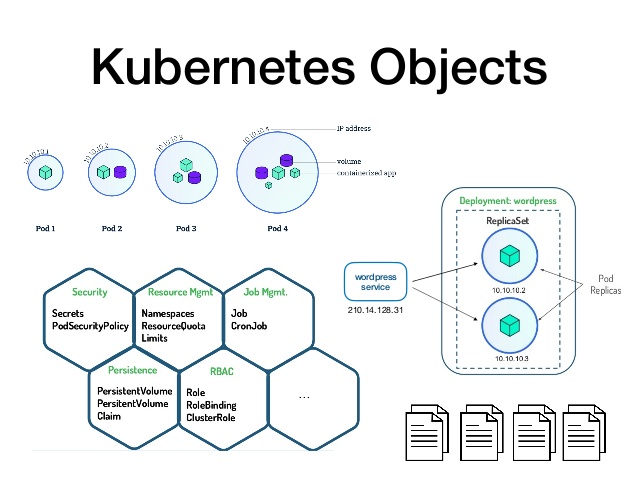 Kubernetes Objects
10.10.10.1
10.10.10.2
10.10.10.3
10.10.10.4
IP address
volume
containerized app
Pod 1
Pod 2
Pod 3
Pod 4
Deployment: wordpress
ReplicaSet
10.10.10.2
10.10.10.3
wordpress
service
210.14.128.31
Pod
Replicas
Security
Secrets
PodSecurityPolicy
Resource Mgmt
Namespaces
ResourceQuota
Limits
Job Mgmt.
Job
CronJob
Persistence
PersistentVolume
PersitentVolume
Claim
RBAC
Role
RoleBinding
ClusterRole
...